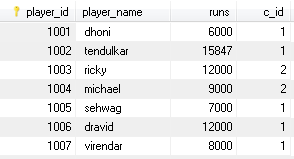 player_id player_name runs c_id
1001 dhoni 6000 1
1002 tendulkar 15847 1
1003 ricky 12000 2
1004 michael 9000 2
1005 sehwag 7000 1
1006 dravid 12000 1
1007 virendar 8000 1